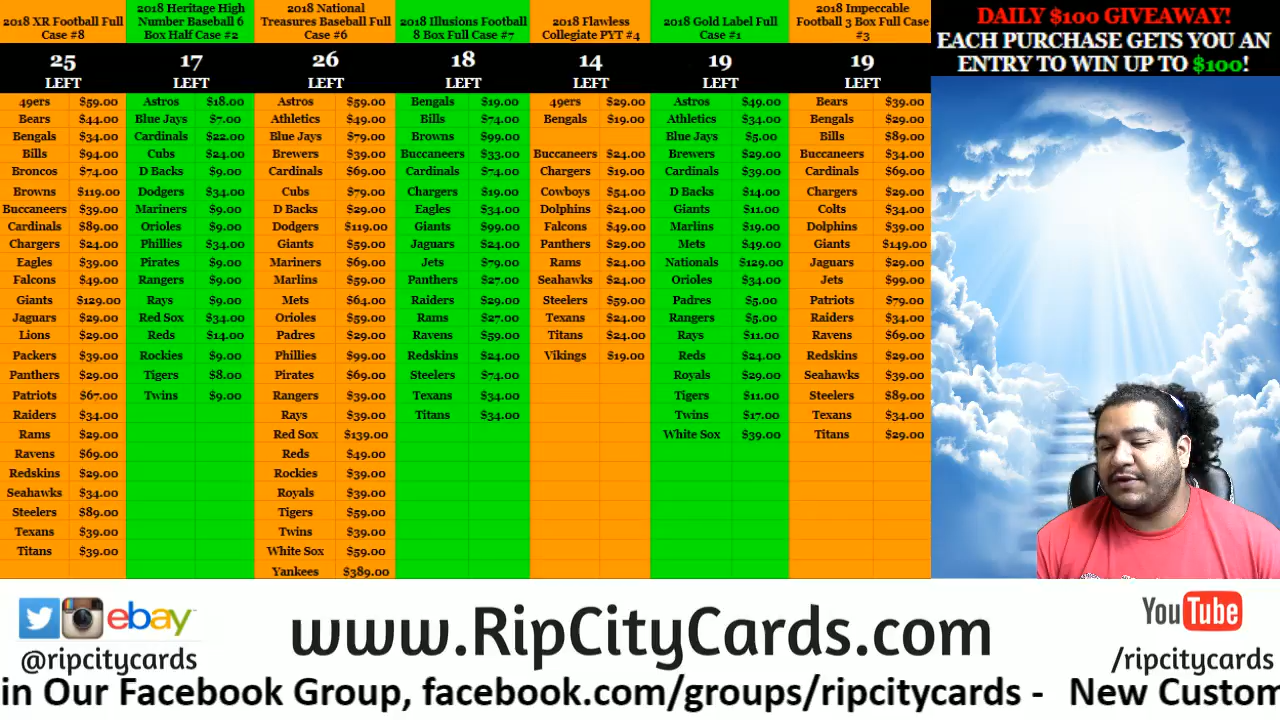 2018 XR Football Full Case #8
25
LEFT
49ers $59.00
Bears $44.00
Bengals $34.00
Bills $94.00
Broncos $74.00
Browns $119.00
Buccaneers $39.00
Cardinals $89.00
Chargers $24.00
Eagles $39.00
Falcons $49.00
Giants $129.00
Jaguars $29.00
Lions $29.00
Packers $39.00
Panthers $29.00
Patriots $67.00
Raiders $34.00
Rams $29.00
Ravens $69.00
Redskins $29.00
Seahawks $34.00
Steelers $89.00
Texans $39.00
Titans $39.00
2018 Heritage High Number Baseball 6 Box Half Case #2
17
LEFT
Astros $18.00
Blue Jays $7.00
Cardinals $22.00
Cubs $24.00
D Backs $9.00
Dodgers $34.00
Mariners $9.00
Orioles $9.00
Phillies $34.00
Pirates $9.00
Rangers $9.00
Rays $9.00
Red Sox $34.00
Reds $14.00
Rockies $9.00
Tigers $8.00
Twins $9.00
2018 National Treasures Baseball Full Case #6
26
LEFT
Astros $59.00
Athletics $49.00
Blue Jays $79.00
Brewers $39.00
Cardinals $69.00
Cubs $79.00
D Backs $29.00
Dodgers $119.00
Giants $59.00
Mariners $69.00
Marlins $59.00
Mets $64.00
Orioles $59.00
Padres $29.00
Phillies $99.00
Pirates $69.00
Rangers $39.00
Rays $39.00
Red Sox $139.00
Reds $49.00
Rockies $39.00
Royals $39.00
Tigers $59.00
Twins $39.00
White Sox $59.00
Yankees $389.00
2018 Illusions Football 8 Box Full Case #7
18
LEFT
Bengals $19.00
Bills $74.00
Browns $99.00
Buccaneers $33.00
Cardinals $74.00
Chargers $19.00
Eagles $34.00
Giants $99.00
Jaguars $24.00
Jets $79.00
Panthers $27.00
Raiders $29.00
Rams $27.00
Ravens $59.00
Redskins $24.00
Steelers $74.00
Texans $34.00
Titans $34.00
2018 Flawless Collegiate PYT #4
14
LEFT
49ers $29.00
Bengals $19.00
Buccaneers $24.00
Chargers $19.00
Cowboys $54.00
Dolphins $24.00
Falcons $49.00
Panthers $29.00
Rams $24.00
Seahawks $24.00
Steelers $59.00
Texans $24.00
Titans $24.00
Vikings $19.00
2018 Gold Label Full Case #1
19
LEFT
Astros $49.00
Athletics $34.00
Blue Jays $5.00
Brewers $29.00
Cardinals $39.00
D Backs $14.00
Giants $11.00
Marlins $19.00
Mets $49.00
Nationals $129.00
Orioles $34.00
Padres $5.00
Rangers $5.00
Rays $11.00
Reds $24.00
Royals $29.00
Tigers $11.00
Twins $17.00
White Sox $39.00
2018 Impeccable Football 3 Box Full Case #3
19
LEFT
Bears $39.00
Bengals $29.00
Bills $89.00
Buccaneers $34.00
Cardinals $69.00
Chargers $29.00
Colts $34.00
Dolphins $39.00
Giants $149.00
Jaguars $29.00
Jets $99.00
Patriots $79.00
Raiders $34.00
Ravens $69.00
Redskins $29.00
Seahawks $39.00
Steelers $89.00
Texans $34.00
Titans $29.00
DAILY $100 GIVEAWAY!
EACH PURCHASE GETS YOU AN
ENTRY TO WIN UP TO $100!
ebay
@ripcitycards
www.RipCityCards.com
YouTube
/ripcitycards
in Our Facebook Group, facebook.com/groups/ripcitycards - New Custom